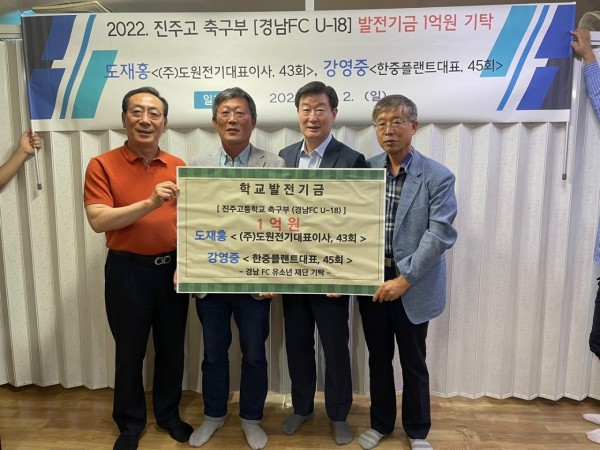 2022. 진주고 축구부 [경남FC U-18] 발전기금 1억원 기탁
도재홍<(주)도원전기대표이사, 43회>, 강영중<한중플랜트대표, 45회>
2. (일)
학교발전기금
[ 진주고등학교 축구부 (경남FC U-18) ]
1 억 원
도재홍 < (주)도원전기대표이사, 43회 >
강영중 < 한중플랜트대표, 45회 >
- 경남 FC 유소년 재단 기탁 -